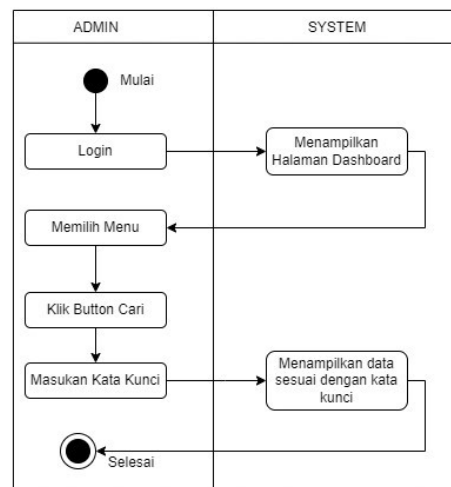 ADMIN
SYSTEM
Mulai
Login
Menampilkan
Halaman Dashboard
Memilih Menu
Klik Button Cari
Masukan Kata Kunci
Menampilkan data
sesuai dengan kata
kunci
Selesai